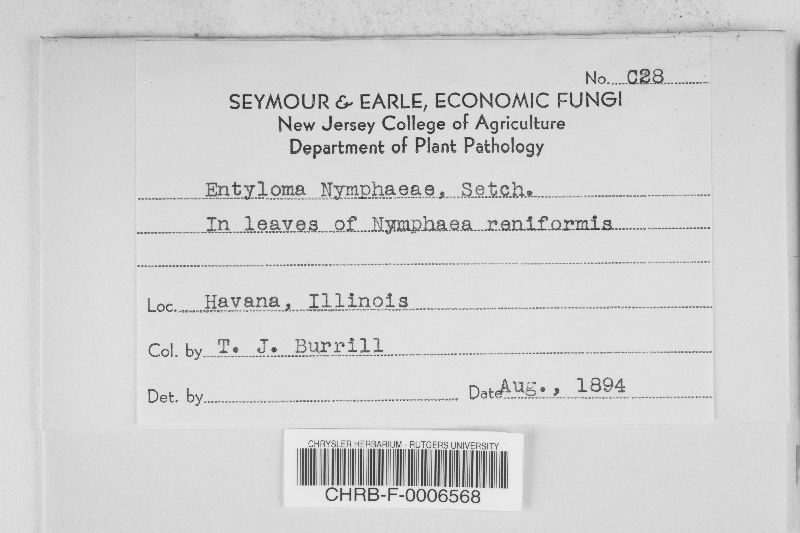 No. C28
SEYMOUR & EARLE, ECONOMIC FUNGI
New Jersey College of Agriculture
Department of Plant Pathology
Entyloma Nymphaeae, Setch.
In leaves of Nymphaea reniformis
Loc. Havana, Illinois
Col. by T. J. Burrill
Det. by
Date Aug., 1894
CHRYSLER HERBARIUM - RUTGERS UNIVERSITY
CHRB-F-0006568